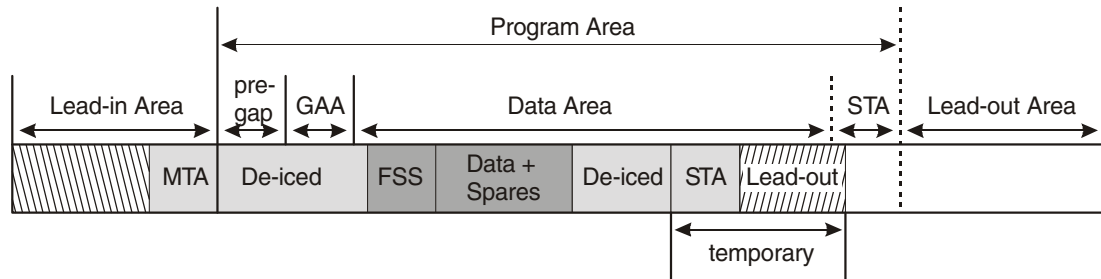 Program Area
Lead-in Area
pre-
gap
GAA
Data Area
STA
Lead-out Area
MTA
De-iced
FSS
Data +
Spares
De-iced
STA
Lead-out
temporary